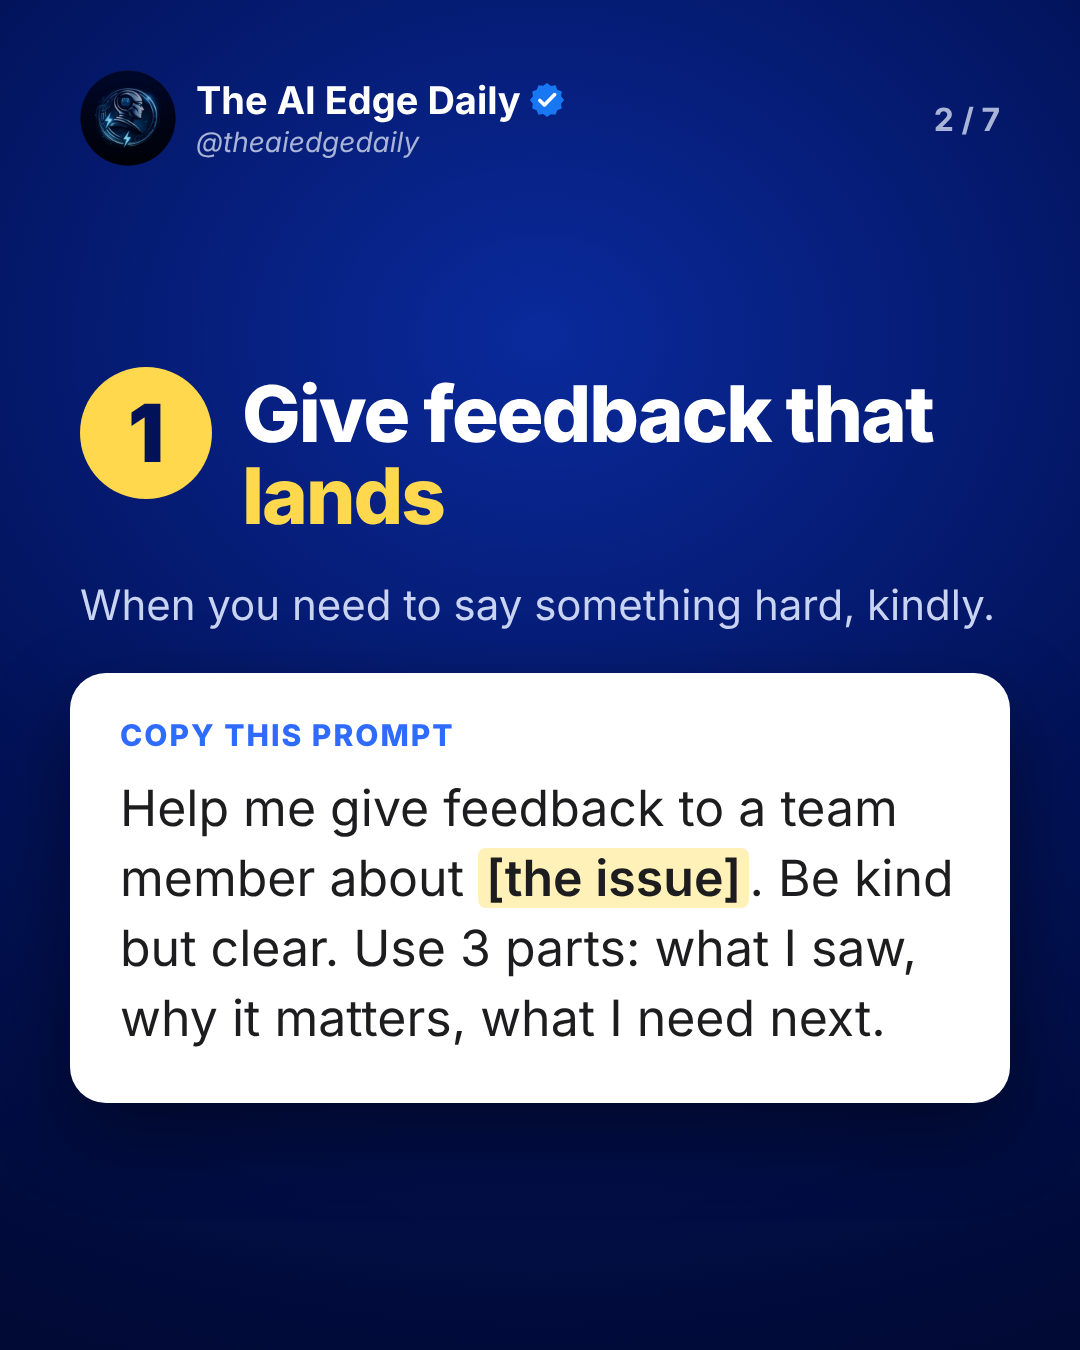 The AI Edge Daily
@theaiedgedaily
2 / 7
1
Give feedback that
lands
When you need to say something hard, kindly.
COPY THIS PROMPT
Help me give feedback to a team
member about [the issue]. Be kind
but clear. Use 3 parts: what I saw,
why it matters, what I need next.